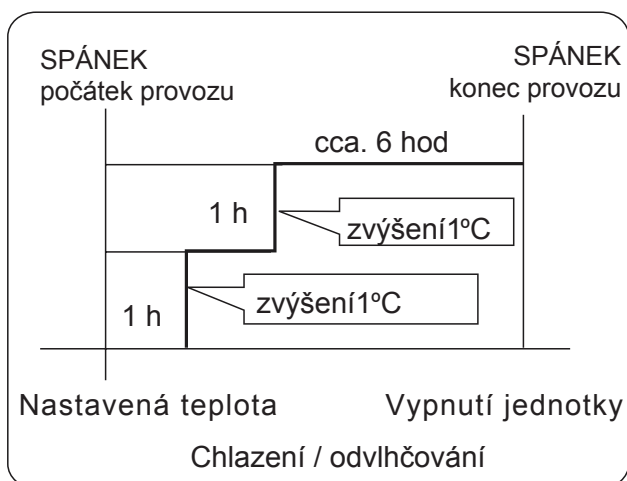 SPÁNEK
počátek provozu
SPÁNEK
konec provozu
cca. 6 hod
1 h
zvýšení1ºC
1 h
zvýšení1ºC
Nastavená teplota
Vypnutí jednotky
Chlazení / odvlhčování